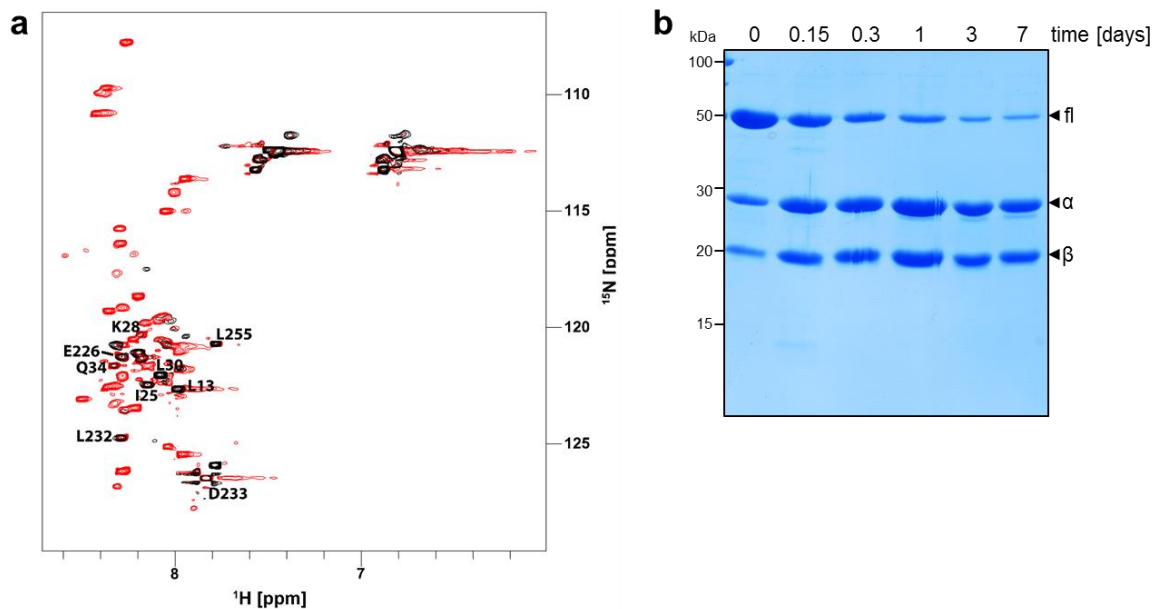 a
110
115
120
125
15N [ppm]
K28
L255
E226
Q34
L30
I25
L13
L232
D233
8
7
1H [ppm]
b
kDa 0 0.15 0.3 1 3 7 time [days]
100
50
30
20
15
fl
α
β